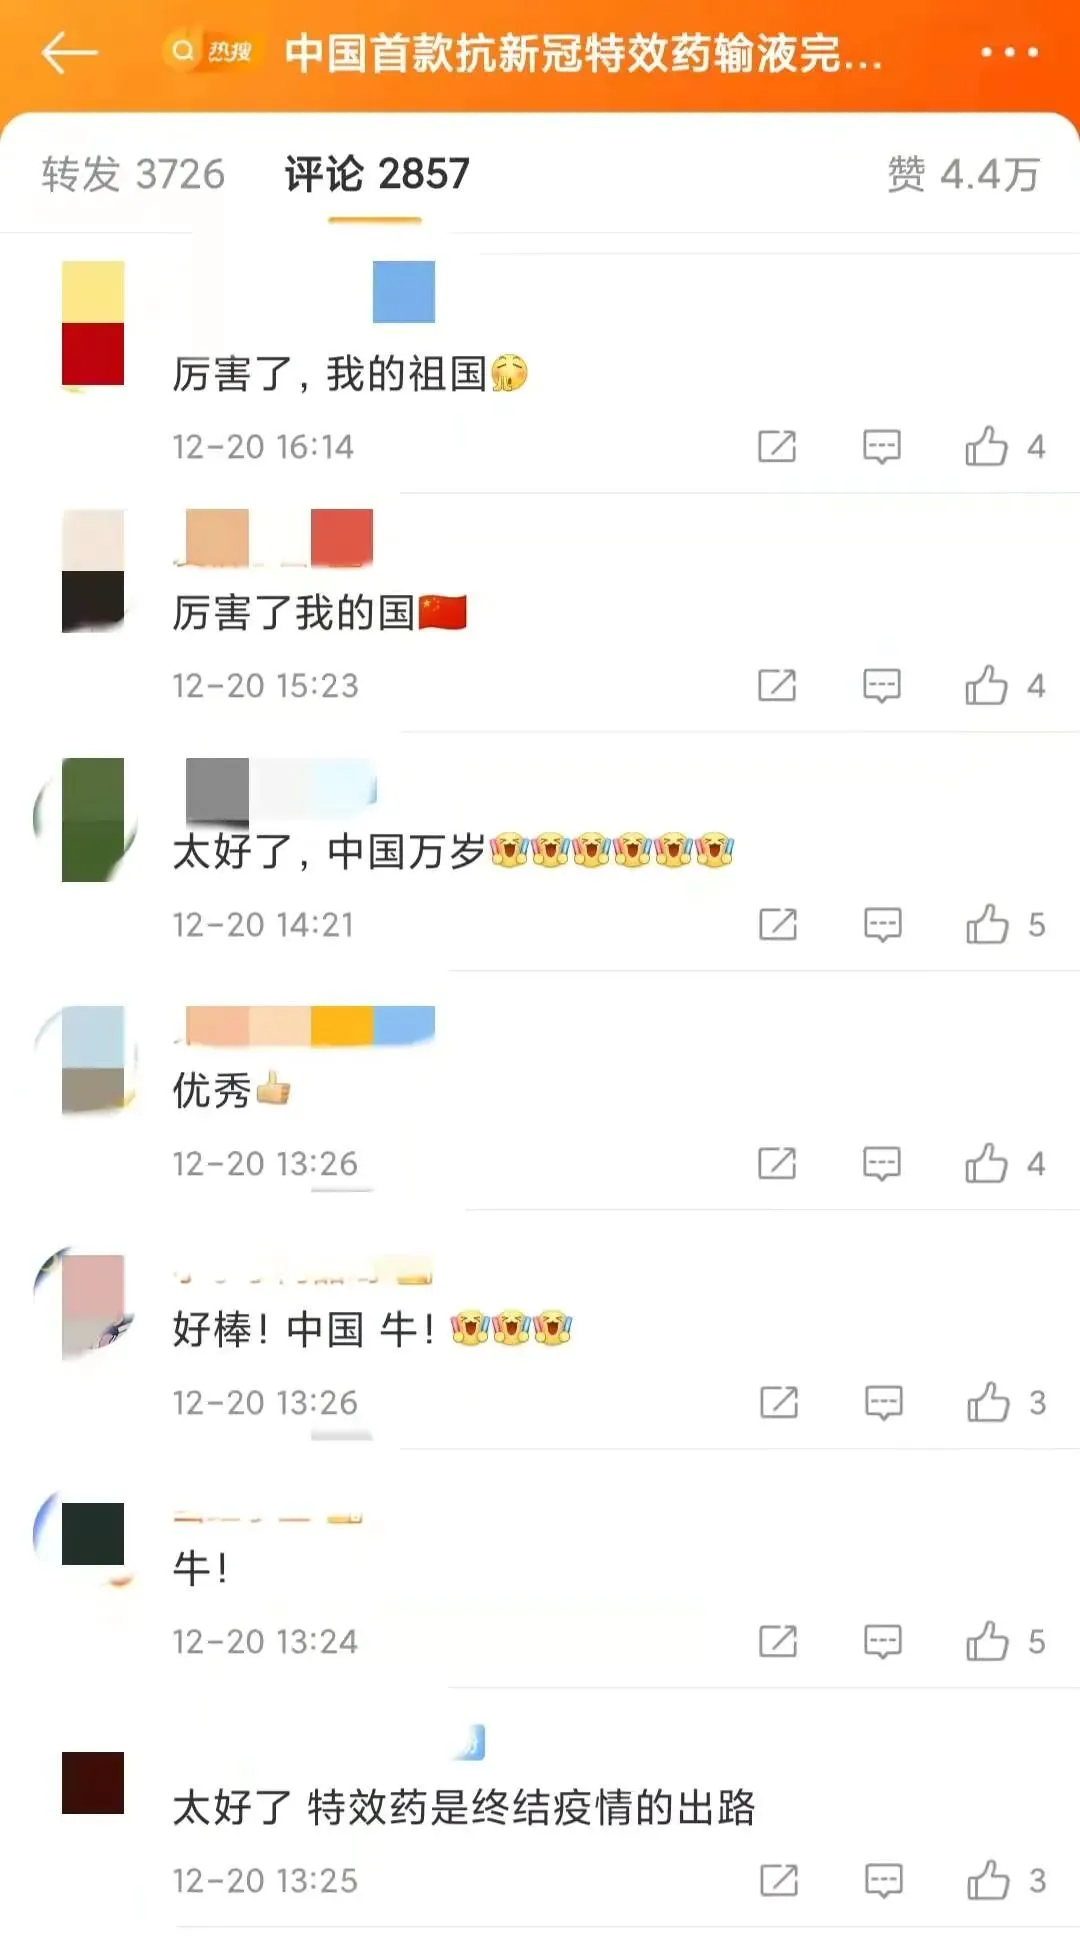 热搜 中国首款抗新冠特效药输液完...
转发 3726 评论 2857 赞 4.4万
厉害了，我的祖国
12-20 16:14 4
厉害了我的国🇨🇳
12-20 15:23 4
太好了，中国万岁
12-20 14:21 5
优秀👍
12-20 13:26 4
好棒！中国 牛！
12-20 13:26 3
牛！
12-20 13:24 5
太好了 特效药是终结疫情的出路
12-20 13:25 3